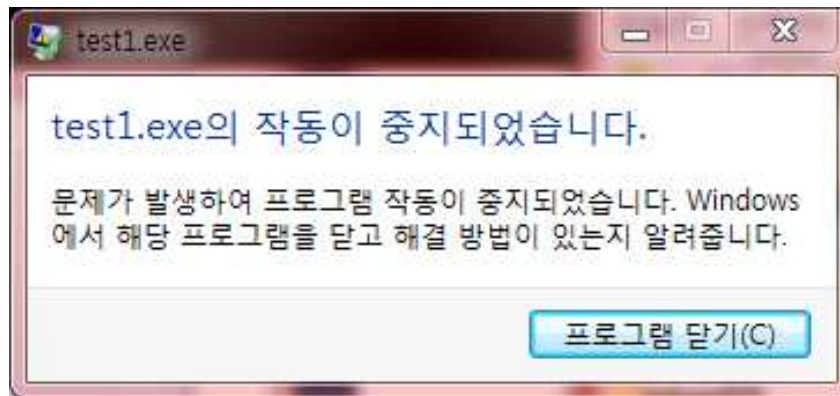 test1.exe
test1.exe의 작동이 중지되었습니다.
문제가 발생하여 프로그램 작동이 중지되었습니다. Windows
에서 해당 프로그램을 닫고 해결 방법이 있는지 알려줍니다.
프로그램 닫기(C)